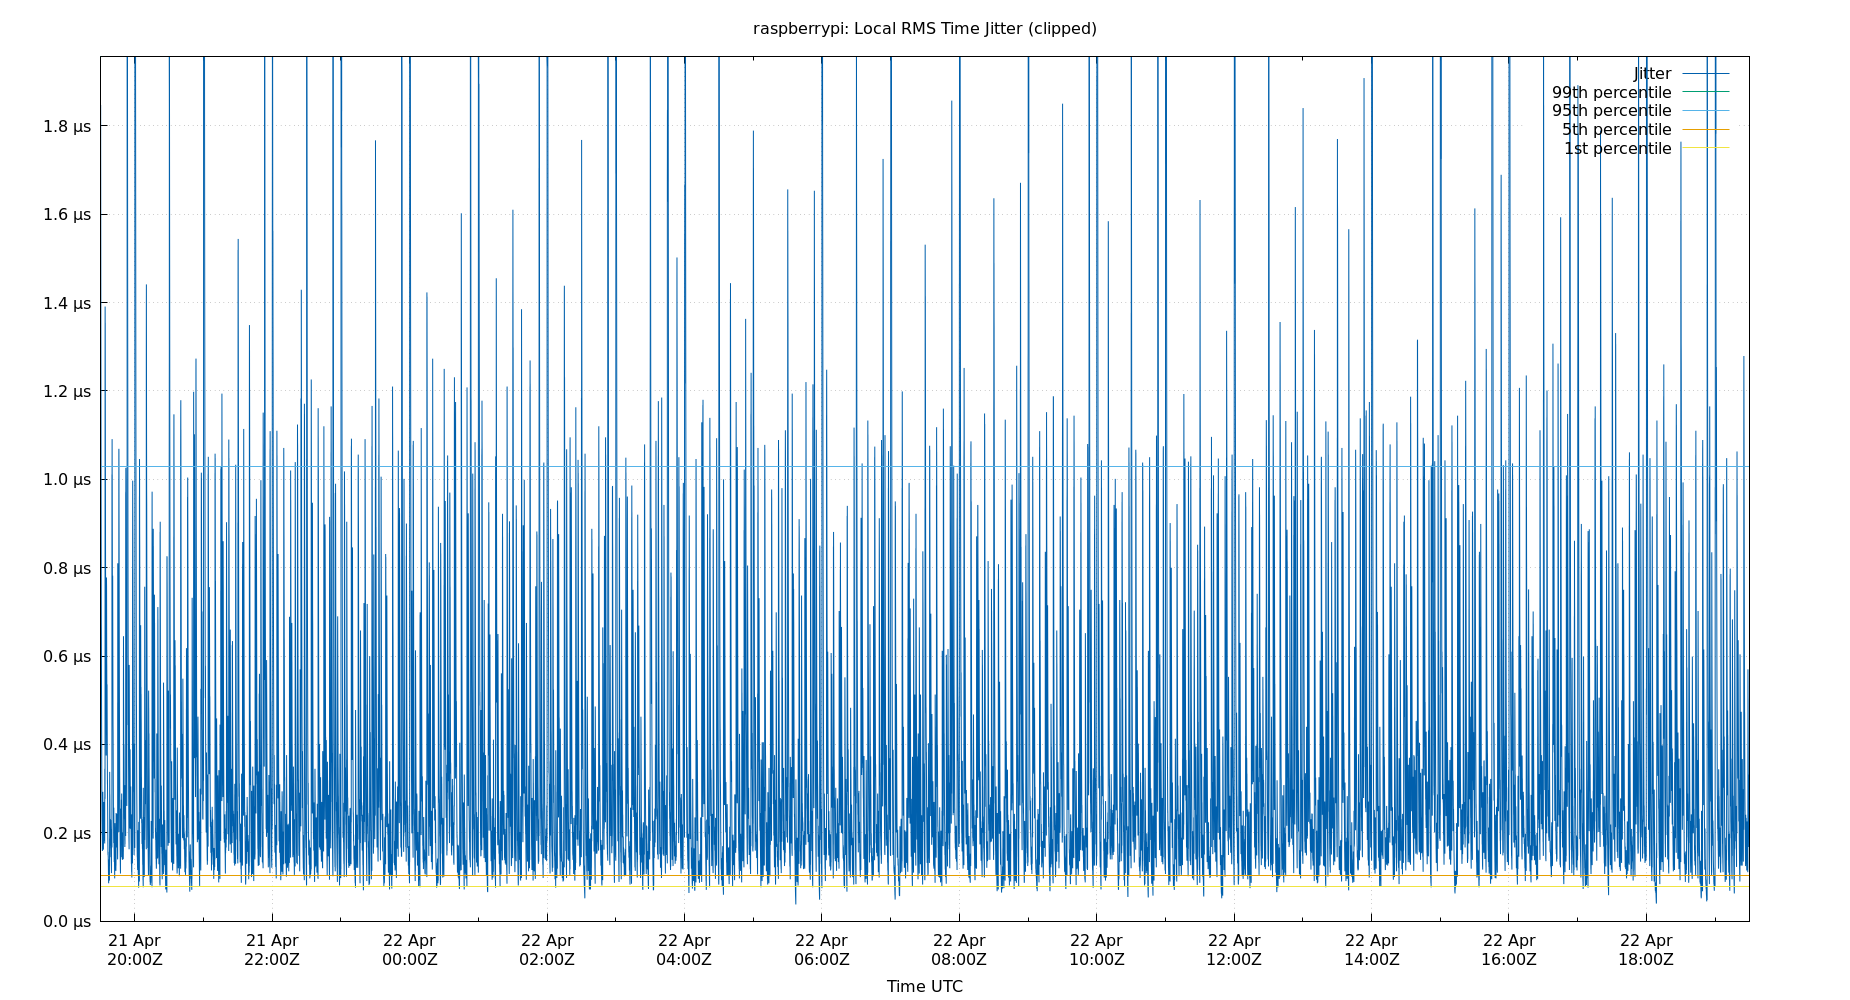 raspberrypi: Local RMS Time Jitter (clipped)
Jitter
99th percentile
95th percentile
5th percentile
1st percentile
1.8 μs
1.6 μs
1.4 μs
1.2 μs
1.0 μs
0.8 μs
0.6 μs
0.4 μs
0.2 μs
0.0 μs
21 Apr 21 Apr 22 Apr 22 Apr 22 Apr 22 Apr 22 Apr 22 Apr 22 Apr 22 Apr 22 Apr 22 Apr
20:00Z 22:00Z 00:00Z 02:00Z 04:00Z 06:00Z 08:00Z 10:00Z 12:00Z 14:00Z 16:00Z 18:00Z
Time UTC